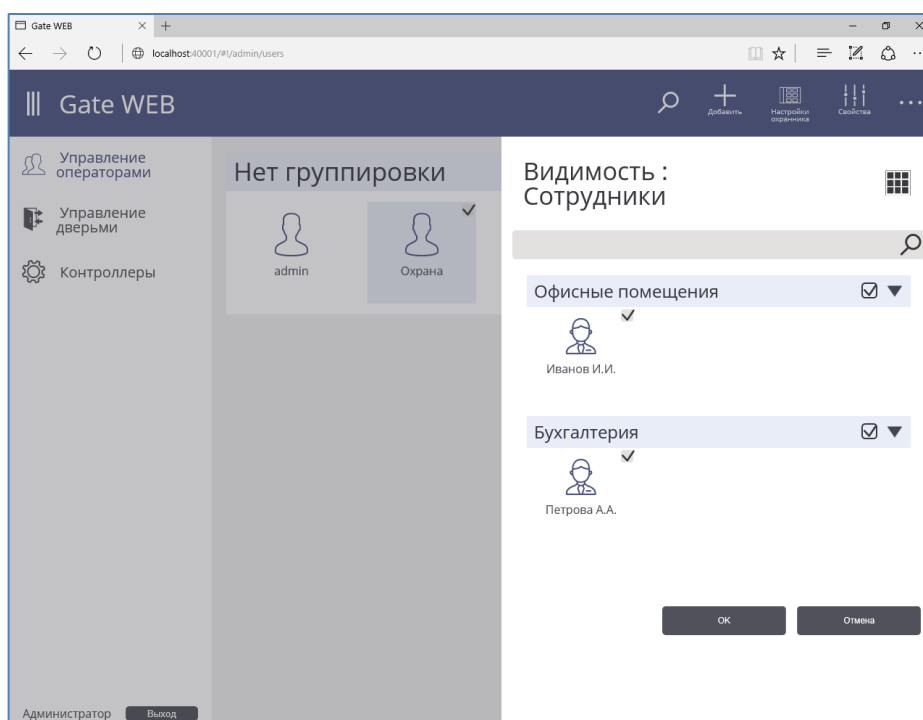 Gate WEB
localhost:40001/#!/admin/users
Gate WEB
Добавить
Настройки
охранника
Свойства
Управление
операторами
Управление
дверьми
Контроллеры
Нет группировки
admin
Охрана
Видимость :
Сотрудники
Офисные помещения
Иванов И.И.
Бухгалтерия
Петрова А.А.
OK
Отмена
Администратор
Выход